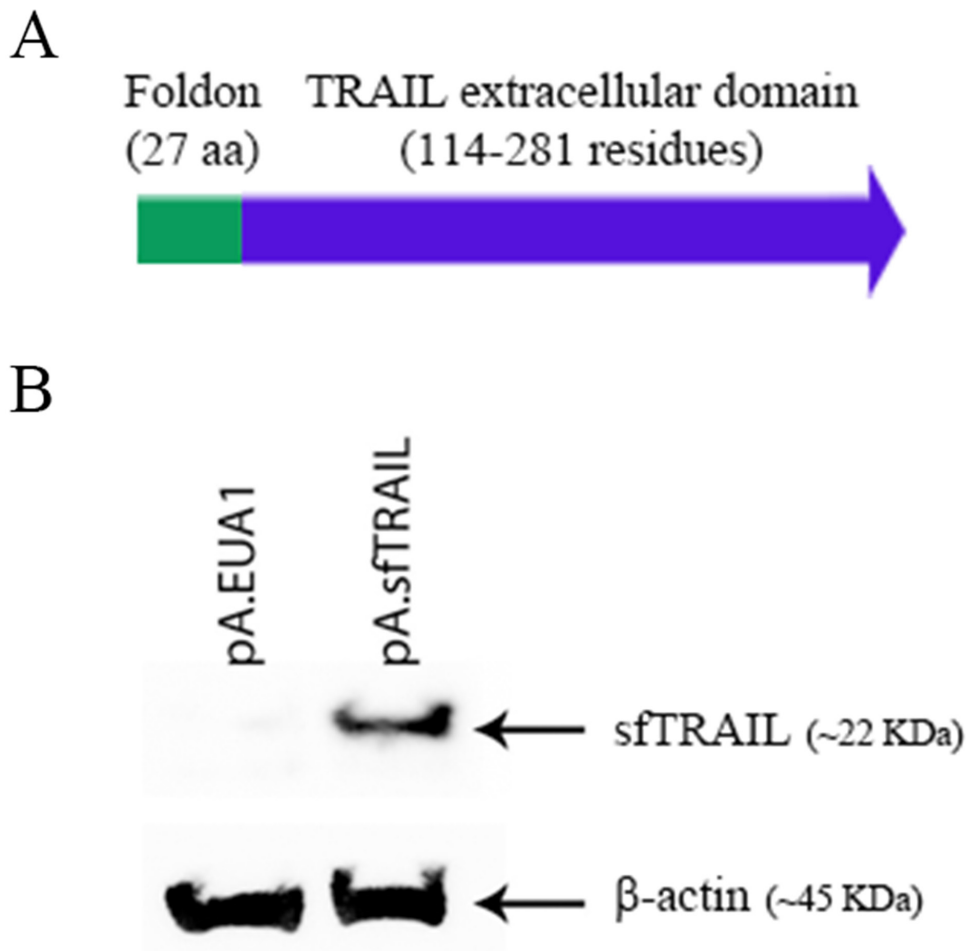 A
Foldon
(27 aa)
TRAIL extracellular domain
(114-281 residues)
B
pA.EUA1
pA.sfTRAIL
sfTRAIL (~22 KDa)
β-actin (~45 KDa)